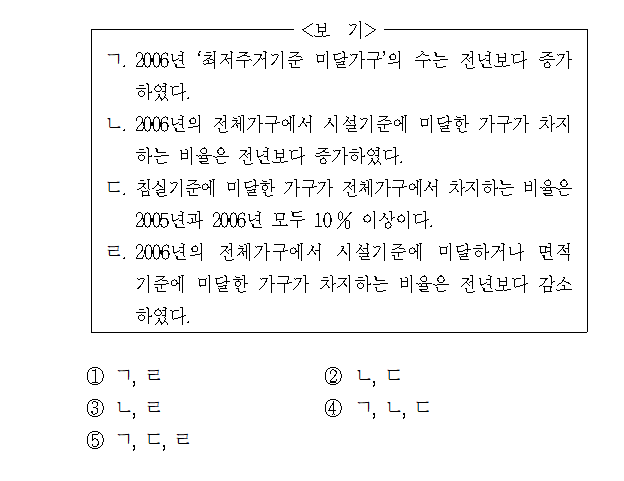 <보 기>
ㄱ. 2006년 ‘최저주거기준 미달가구’의 수는 전년보다 증가
하였다.
ㄴ. 2006년의 전체가구에서 시설기준에 미달한 가구가 차지
하는 비율은 전년보다 증가하였다.
ㄷ. 침실기준에 미달한 가구가 전체가구에서 차지하는 비율은
2005년과 2006년 모두 10% 이상이다.
ㄹ. 2006년의 전체가구에서 시설기준에 미달하거나 면적
기준에 미달한 가구가 차지하는 비율은 전년보다 감소
하였다.
① ㄱ, ㄹ ② ㄴ, ㄷ
③ ㄴ, ㄹ ④ ㄱ, ㄴ, ㄷ
⑤ ㄱ, ㄷ, ㄹ